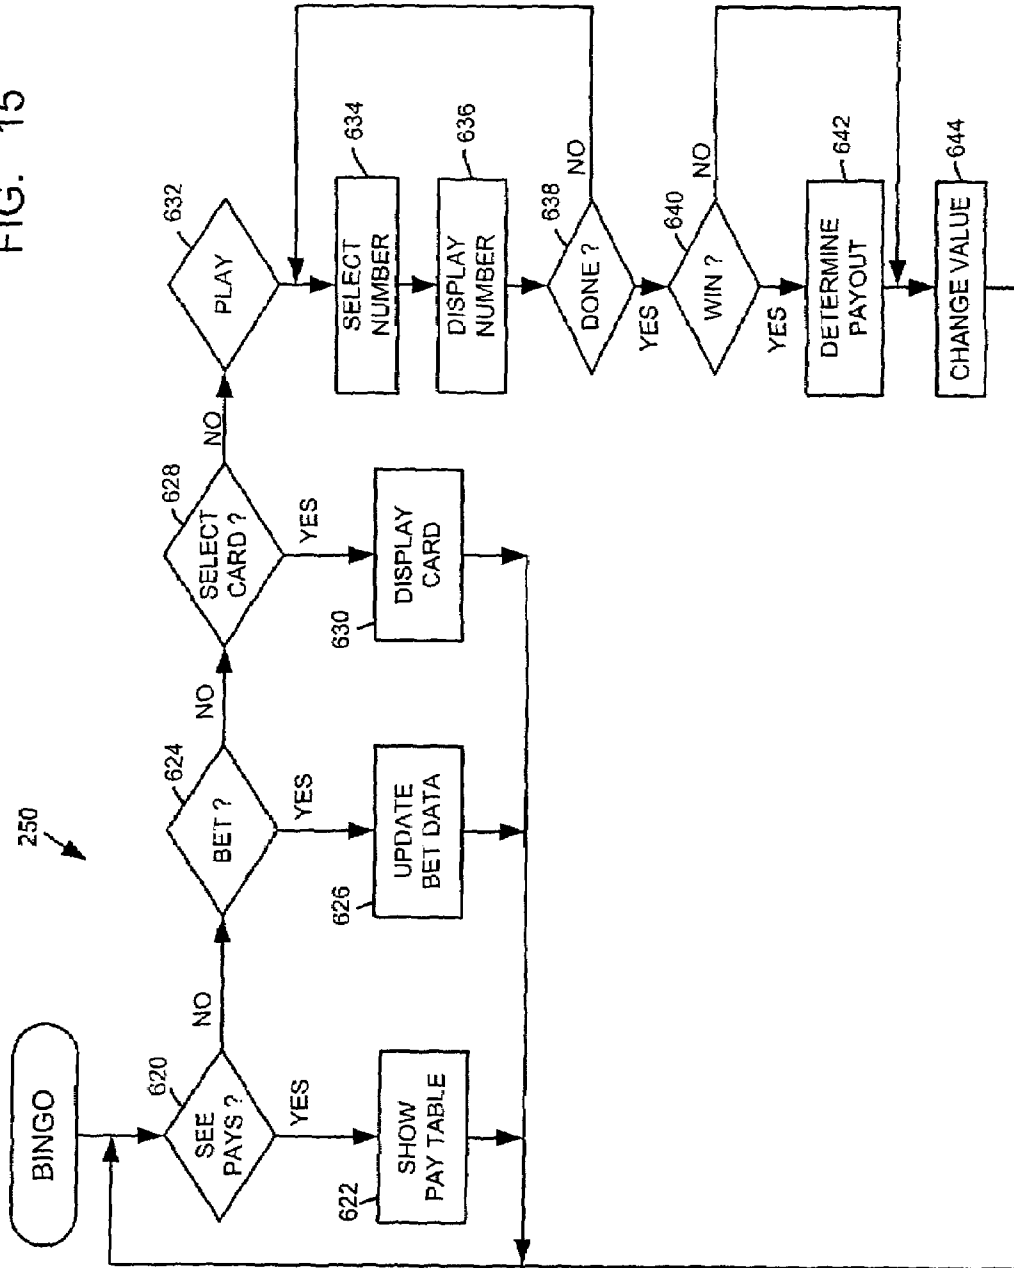 FIG. 15
250
BINGO
620
SEE
PAYS ?
NO
YES
622
SHOW
PAY TABLE
624
BET ?
NO
YES
626
UPDATE
BET DATA
628
SELECT
CARD ?
NO
YES
630
DISPLAY
CARD
632
PLAY
634
SELECT
NUMBER
636
DISPLAY
NUMBER
638
DONE ?
NO
YES
640
WIN ?
NO
YES
642
DETERMINE
PAYOUT
644
CHANGE VALUE